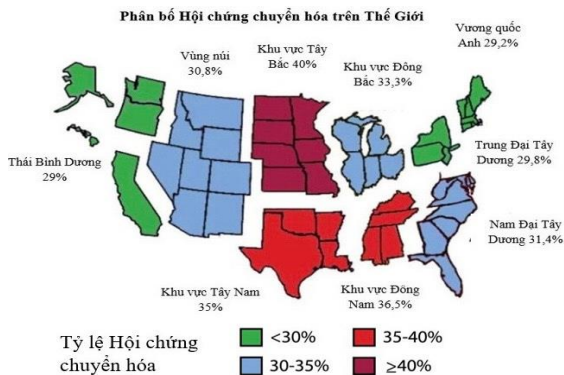 Phân bố Hội chứng chuyển hóa trên Thế Giới
Vùng núi
30,8%
Khu vực Tây
Bắc 40%
Khu vực Đông
Bắc 33,3%
Vương quốc
Anh 29,2%
Thái Bình Dương
29%
Trung Đại Tây
Dương 29,8%
Nam Đại Tây
Dương 31,4%
Khu vực Tây Nam
35%
Khu vực Đông
Nam 36,5%
Tỷ lệ Hội chứng
chuyển hóa
<30%
35-40%
30-35%
≥40%